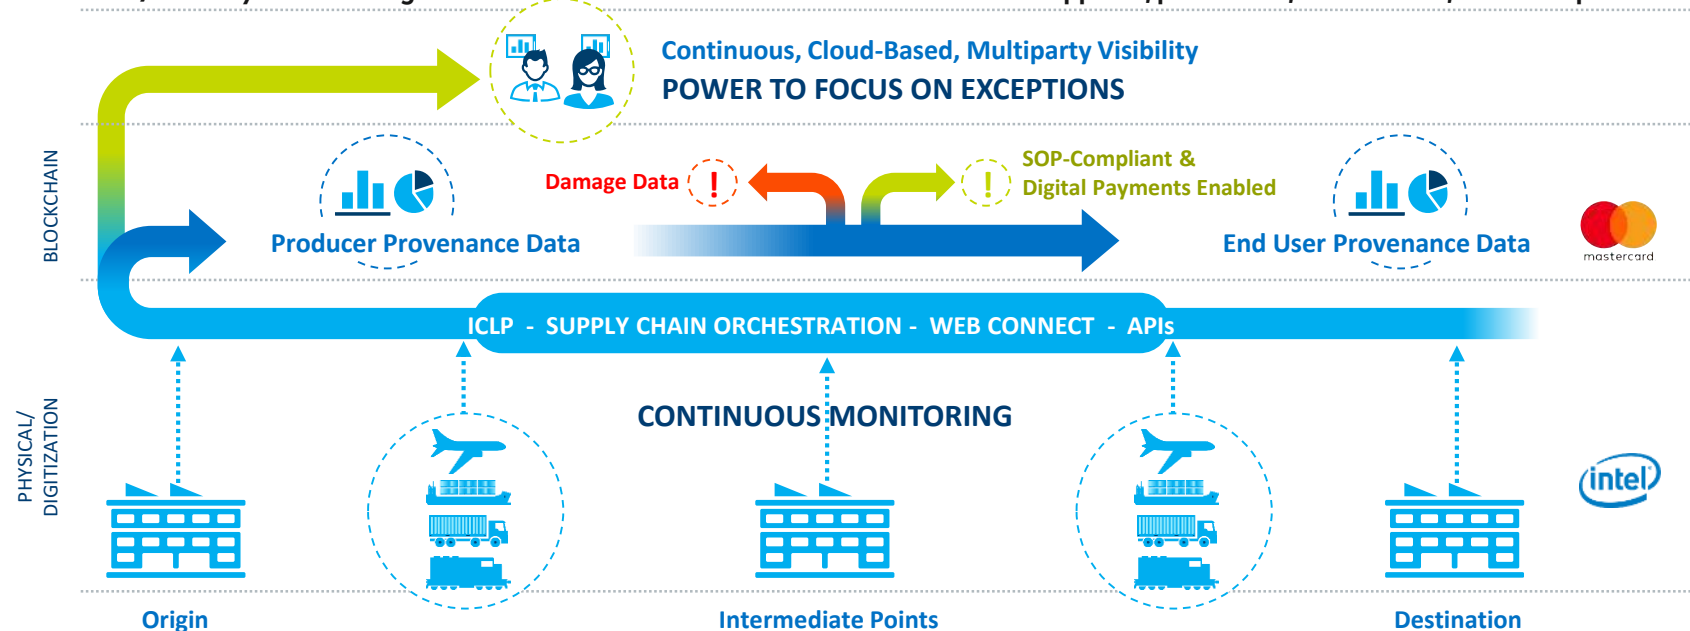 Continuous, Cloud-Based, Multiparty Visibility
POWER TO FOCUS ON EXCEPTIONS
BLOCKCHAIN
Damage Data
!
!
SOP-Compliant &
Digital Payments Enabled
Producer Provenance Data
End User Provenance Data
mastercard
ICLP - SUPPLY CHAIN ORCHESTRATION - WEB CONNECT - APIs
PHYSICAL/
DIGITIZATION
CONTINUOUS MONITORING
intel
Origin
Intermediate Points
Destination